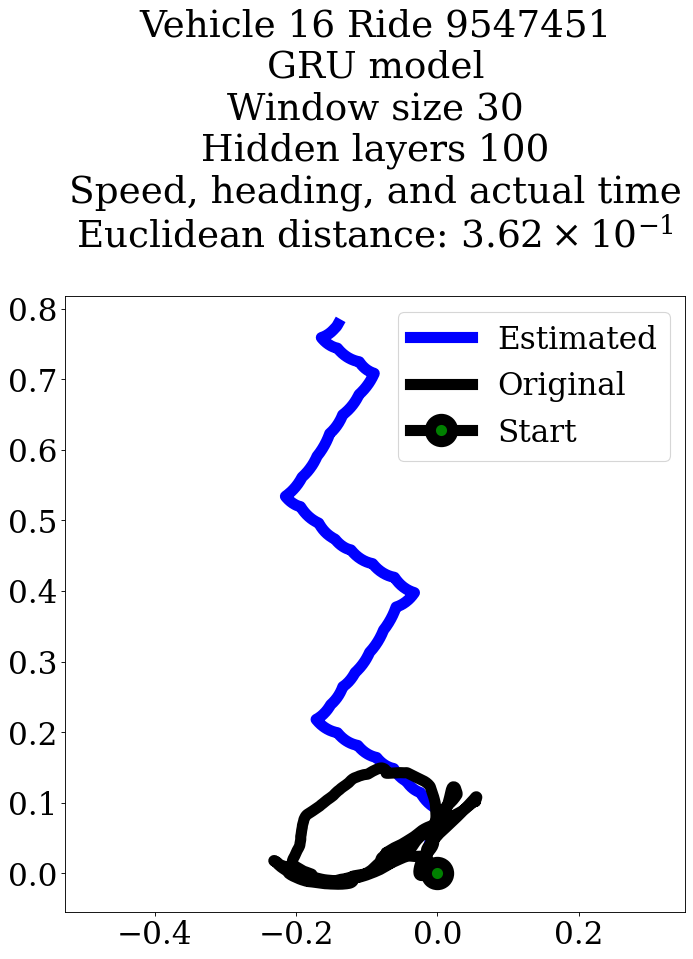 Vehicle 16 Ride 9547451
GRU model
Window size 30
Hidden layers 100
Speed, heading, and actual time
Euclidean distance: 3.62 × 10⁻¹
0.8
0.7
0.6
0.5
0.4
0.3
0.2
0.1
0.0
Estimated
Original
Start
−0.4 −0.2 0.0 0.2